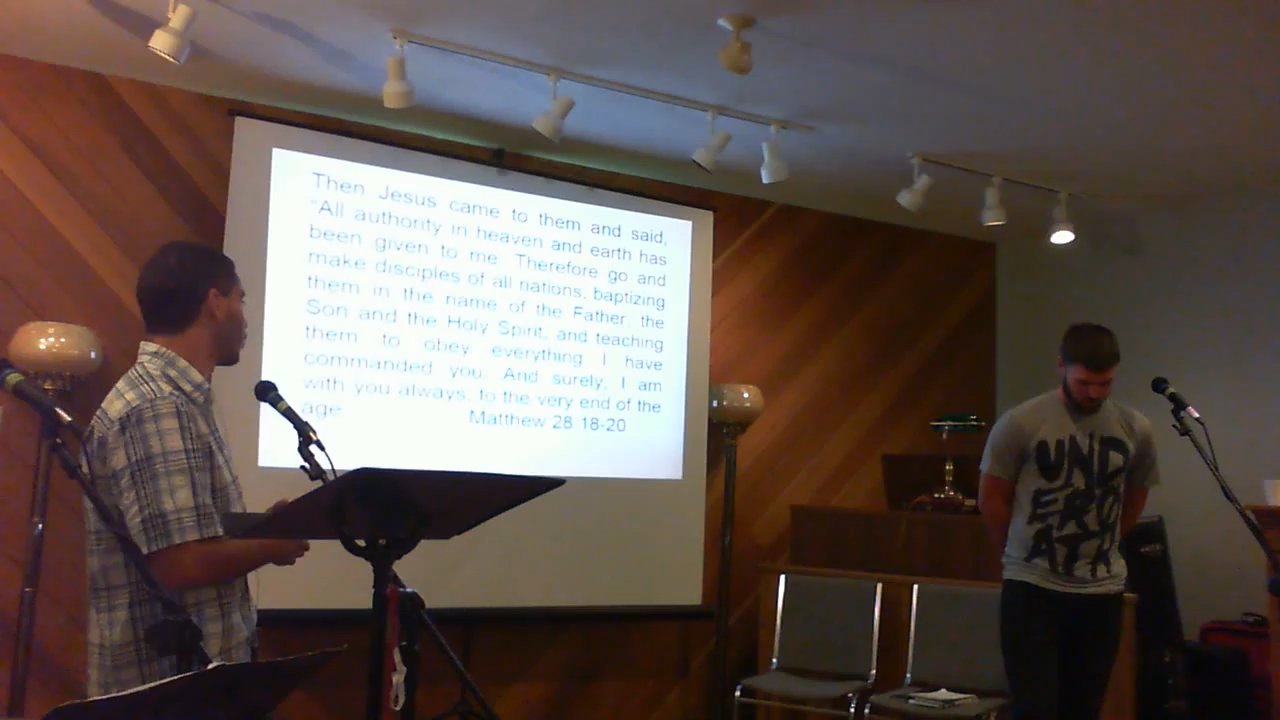 Then Jesus came to them and said,
"All authority in heaven and earth has
been given to me. Therefore go and
make disciples of all nations, baptizing
them in the name of the Father the
Son and the Holy Spirit, and teaching
them to obey everything I have
commanded you. And surely, I am
with you always, to the very end of the
age Matthew 28 18-20
UND
ERO
ATH